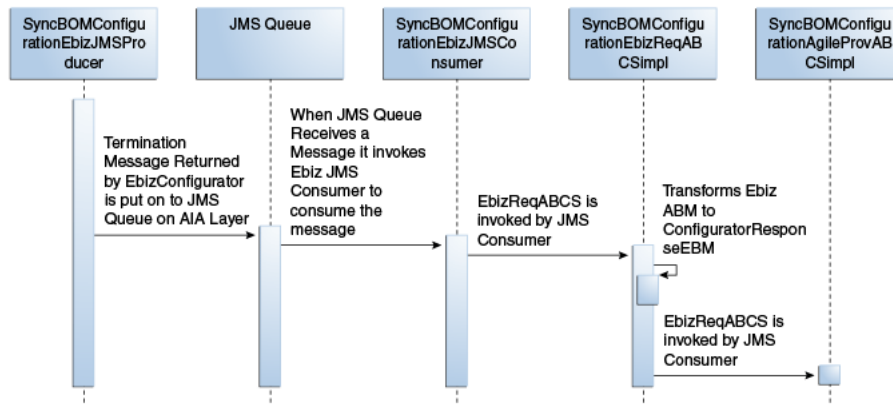 SyncBOMConfigu
rationEbizJMSPro
ducer
JMS Queue
SyncBOMConfigu
rationEbizJMSCo
nsumer
SyncBOMConfigu
rationEbizReqAB
CSimpl
SyncBOMConfigu
rationAgileProvAB
CSimpl
Termination
Message Returned
by EbizConfigrator
is put on to JMS
Queue on AIA Layer
When JMS Queue
Receives a
Message it invokes
Ebiz JMS
Consumer to
consume the
message
EbizReqABCS is
invoked by JMS
Consumer
Transforms Ebiz
ABM to
ConfiguratorRespon
seEBM
EbizReqABCS is
invoked by JMS
Consumer